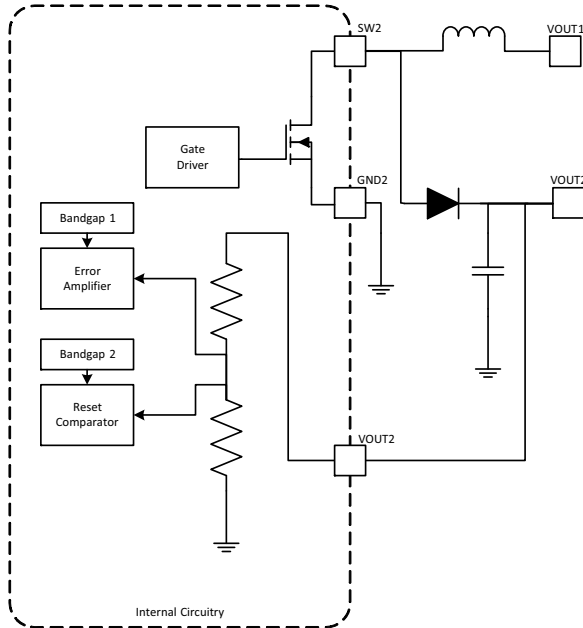 SW2
VOUT1
Gate
Driver
GND2
VOUT2
Bandgap 1
Error
Amplifier
Bandgap 2
Reset
Comparator
VOUT2
Internal Circuitry